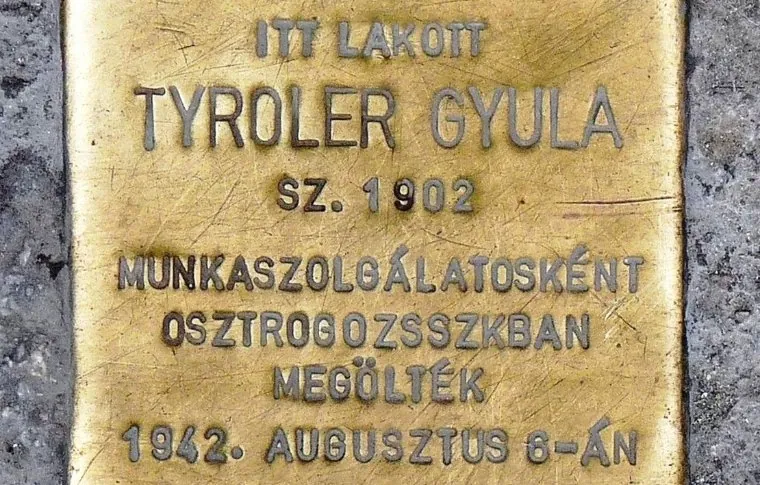 ITT LAKOTT
TYROLER GYULA
SZ. 1902
MUNKASZOLGÁLATOSKÉNT
OSZTROGOZSSZKBAN
MEGÖLTÉK
1942. AUGUSZTUS 6-ÁN